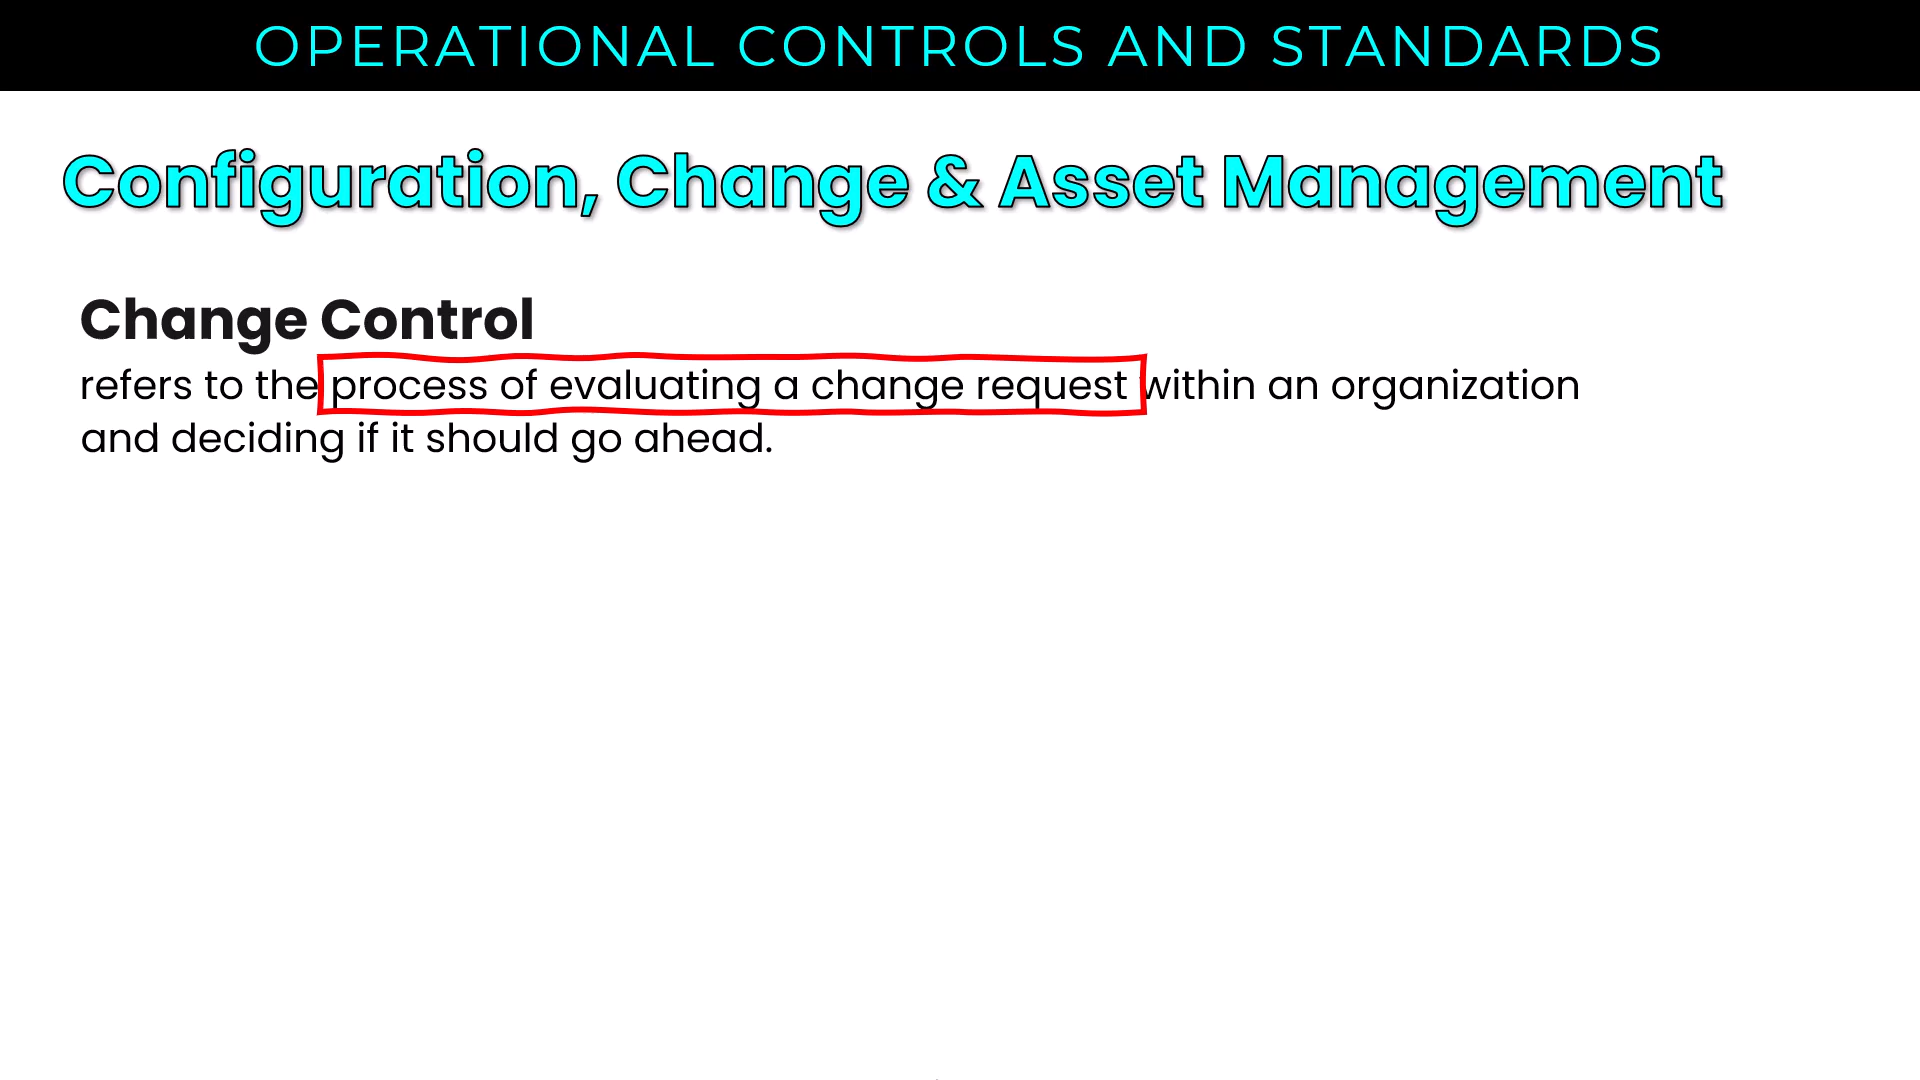 OPERATIONAL CONTROLS AND STANDARDS
Configuration, Change & Asset Management
Change Control
refers to the process of evaluating a change request within an organization
and deciding if it should go ahead.